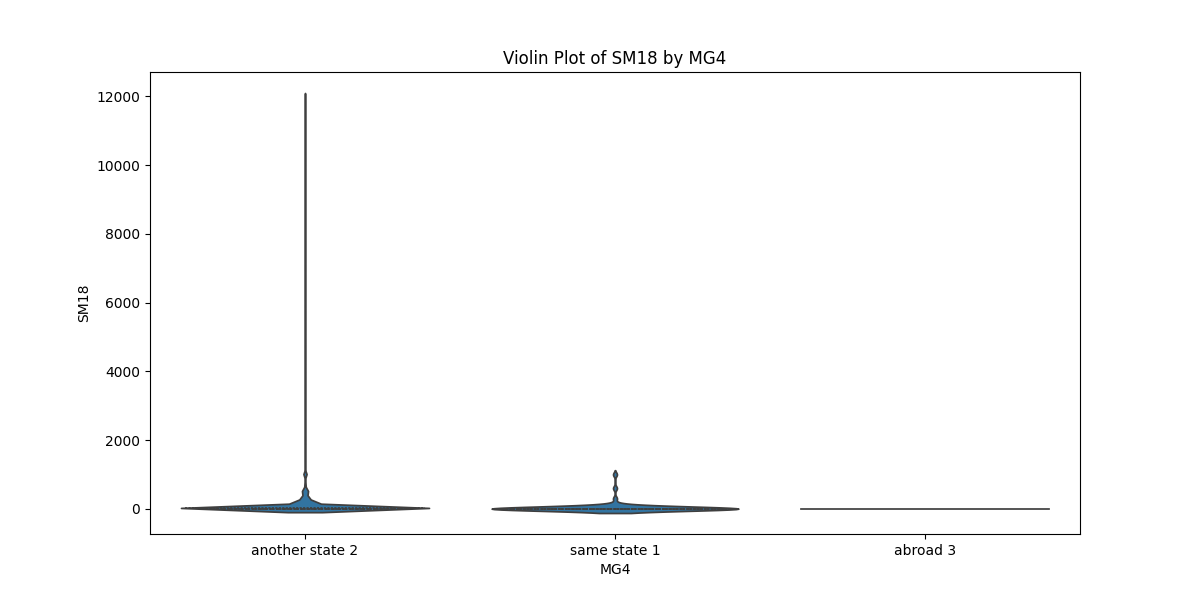 Violin Plot of SM18 by MG4
12000
10000
8000
6000
4000
2000
0
SM18
another state 2
same state 1
abroad 3
MG4